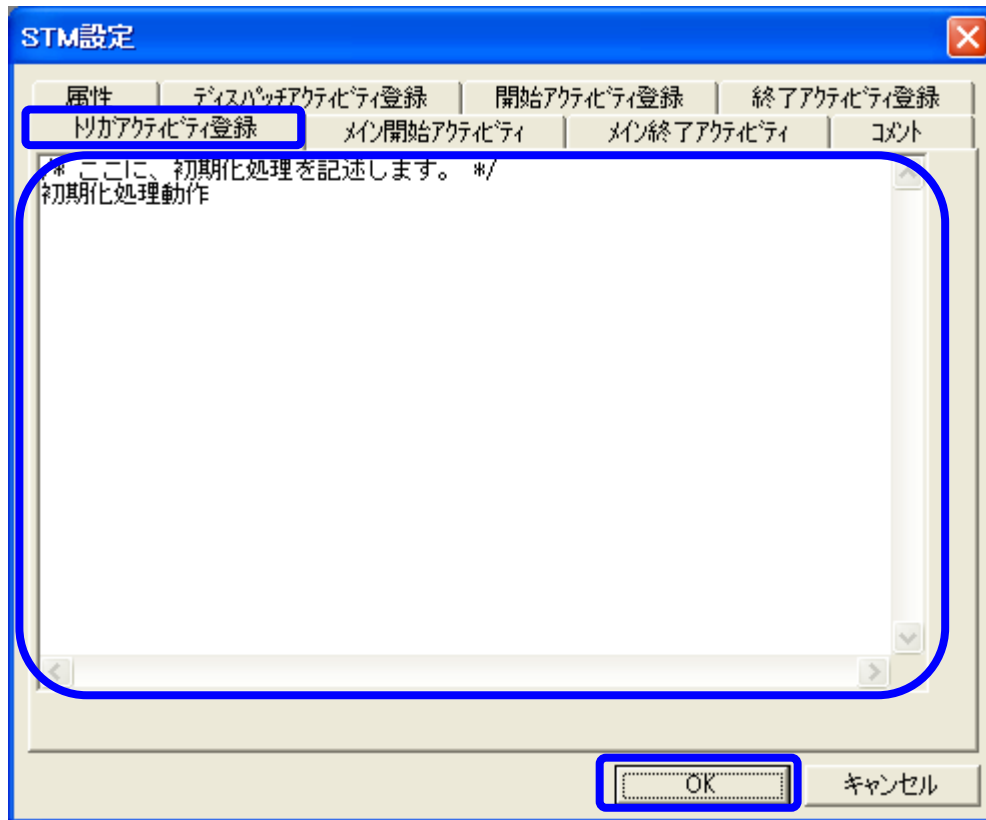 STM設定
属性 ディスパッチアクティビティ登録 開始アクティビティ登録 終了アクティビティ登録
トリガアクティビティ登録 メイン開始アクティビティ メイン終了アクティビティ コメント
/* ここに、初期化処理を記述します。 */
初期化処理動作
OK キャンセル